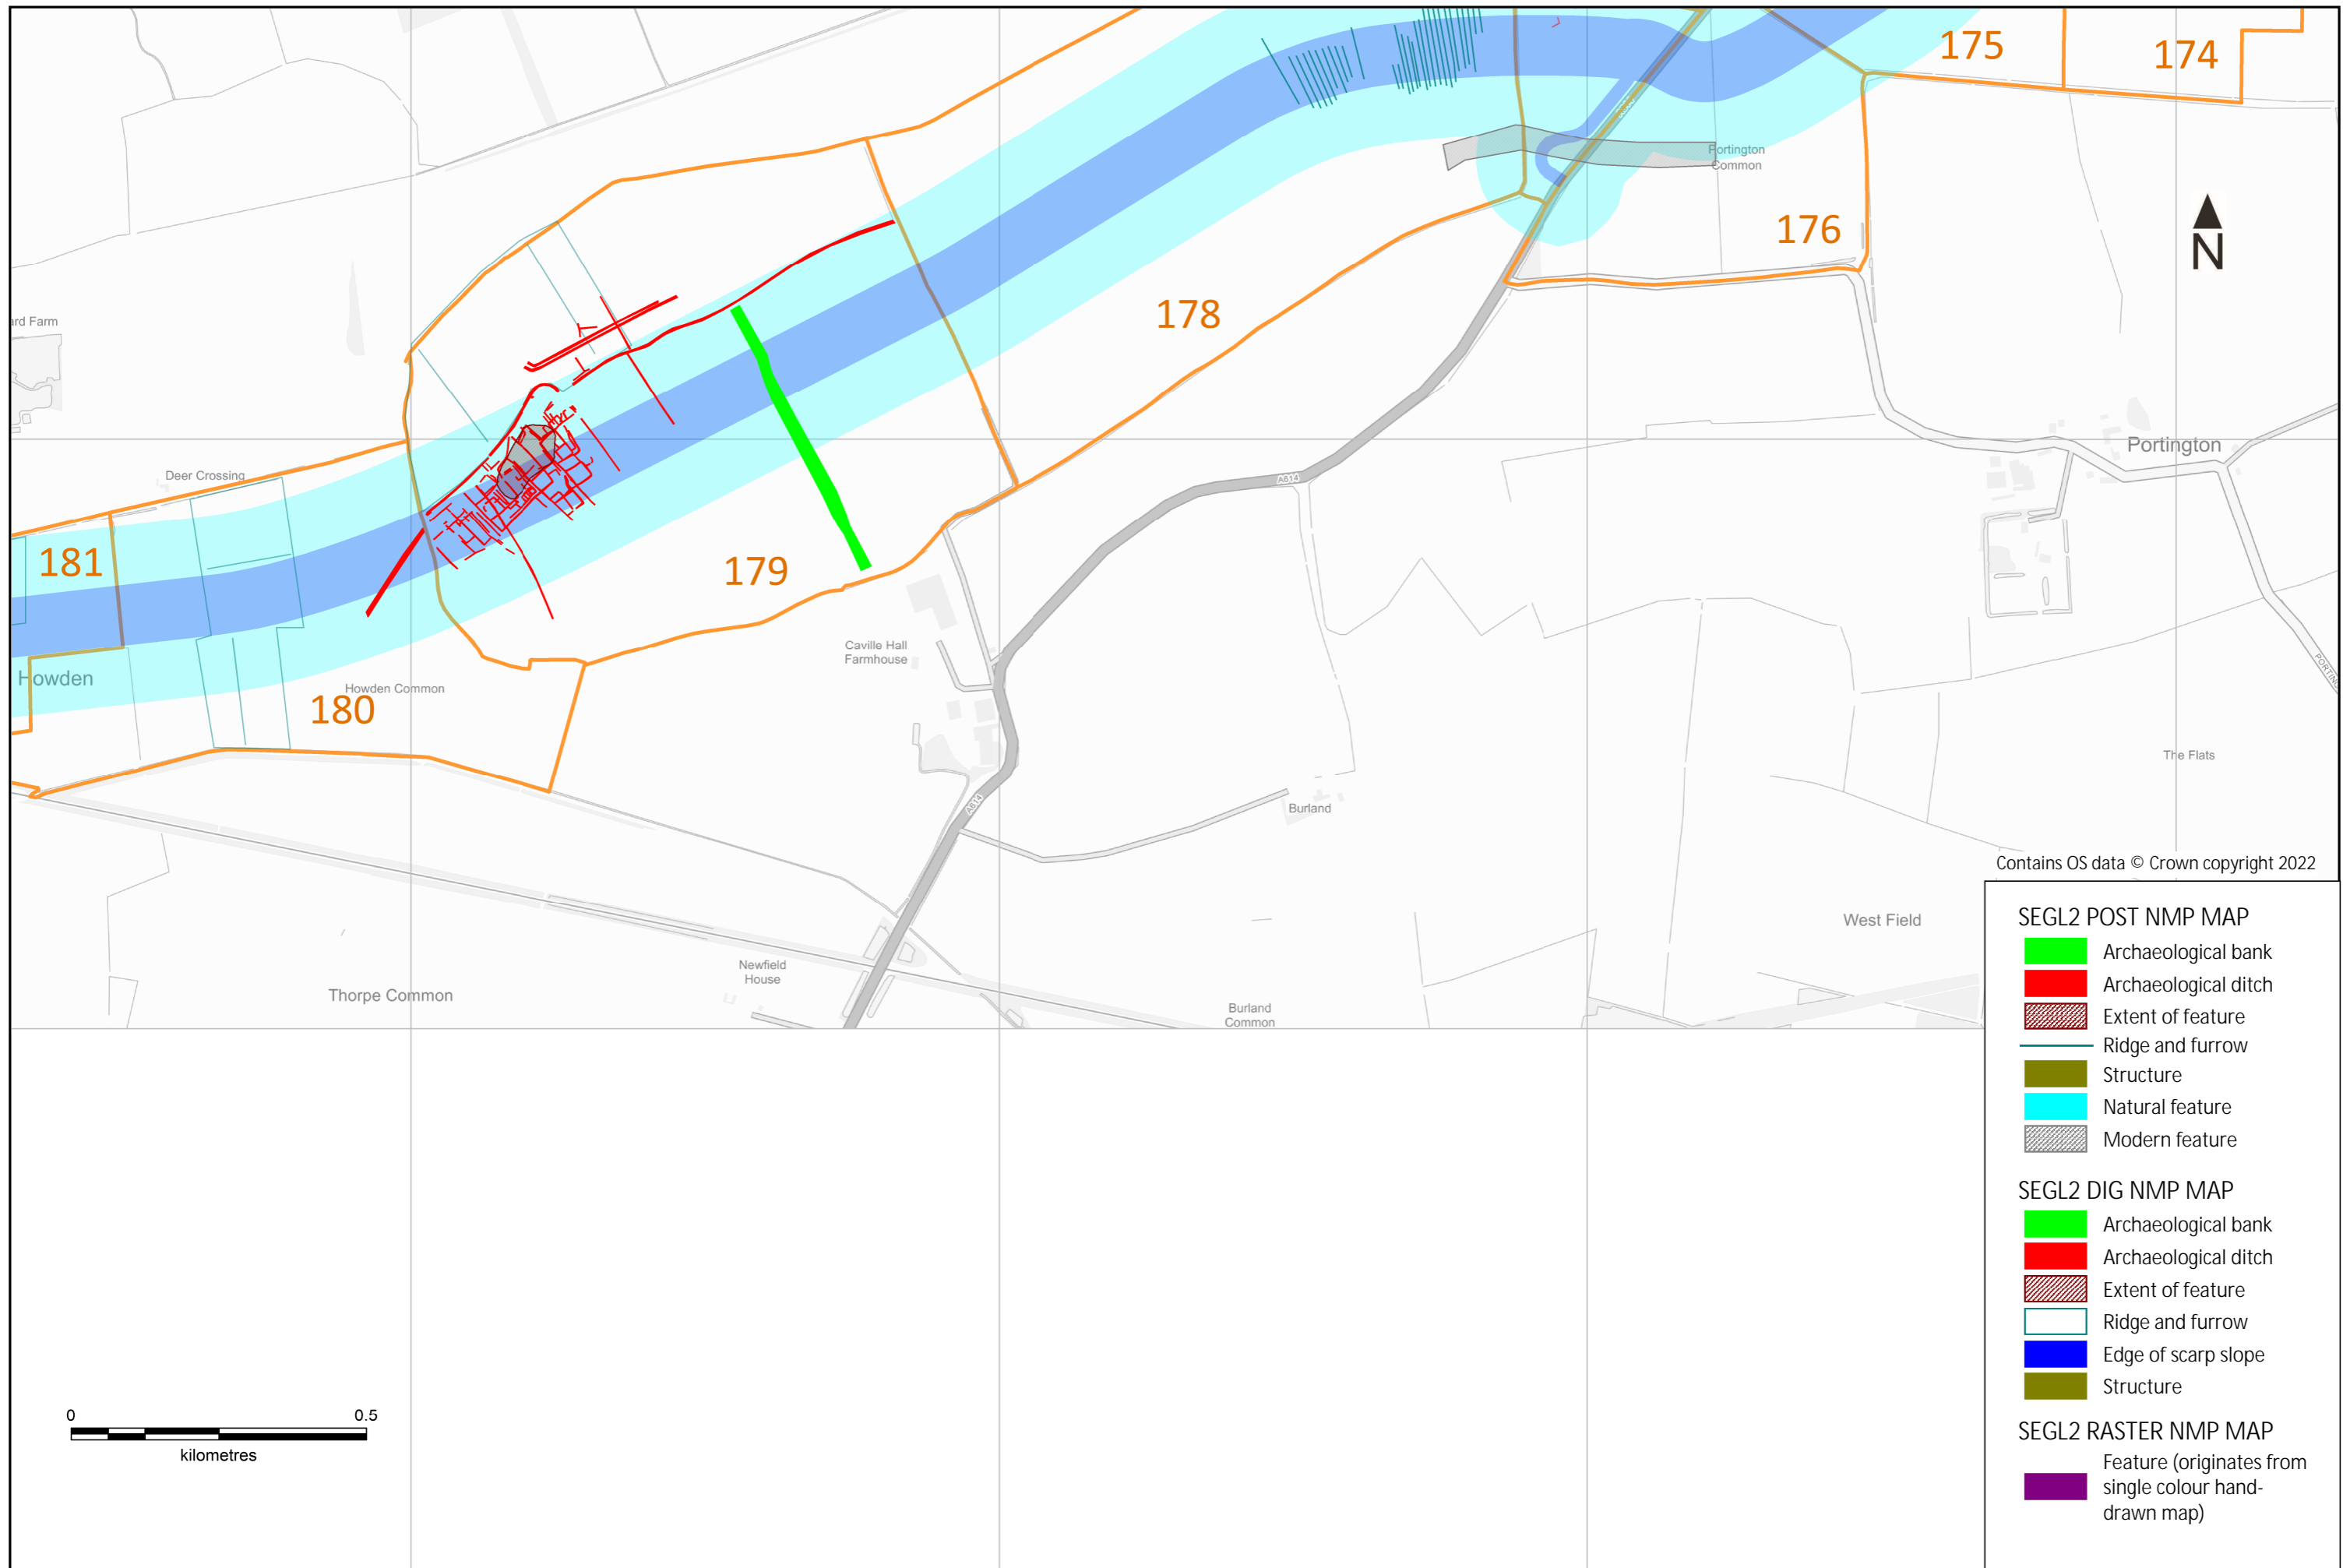 175
174
Portington
Common
176
N
ard Farm
178
Portington
Deer Crossing
A614
181
179
Caville Hall
Farmhouse
Howden
Howden Common
180
PORTING
The Flats
A614
Burland
Contains OS data © Crown copyright 2022
West Field
Newfield
House
Thorpe Common
Burland
Common
SEGL2 POST NMP MAP
Archaeological bank
Archaeological ditch
Extent of feature
Ridge and furrow
Structure
Natural feature
Modern feature
SEGL2 DIG NMP MAP
Archaeological bank
Archaeological ditch
Extent of feature
Ridge and furrow
Edge of scarp slope
Structure
SEGL2 RASTER NMP MAP
Feature (originates from
single colour hand-
drawn map)
0 0.5
kilometres